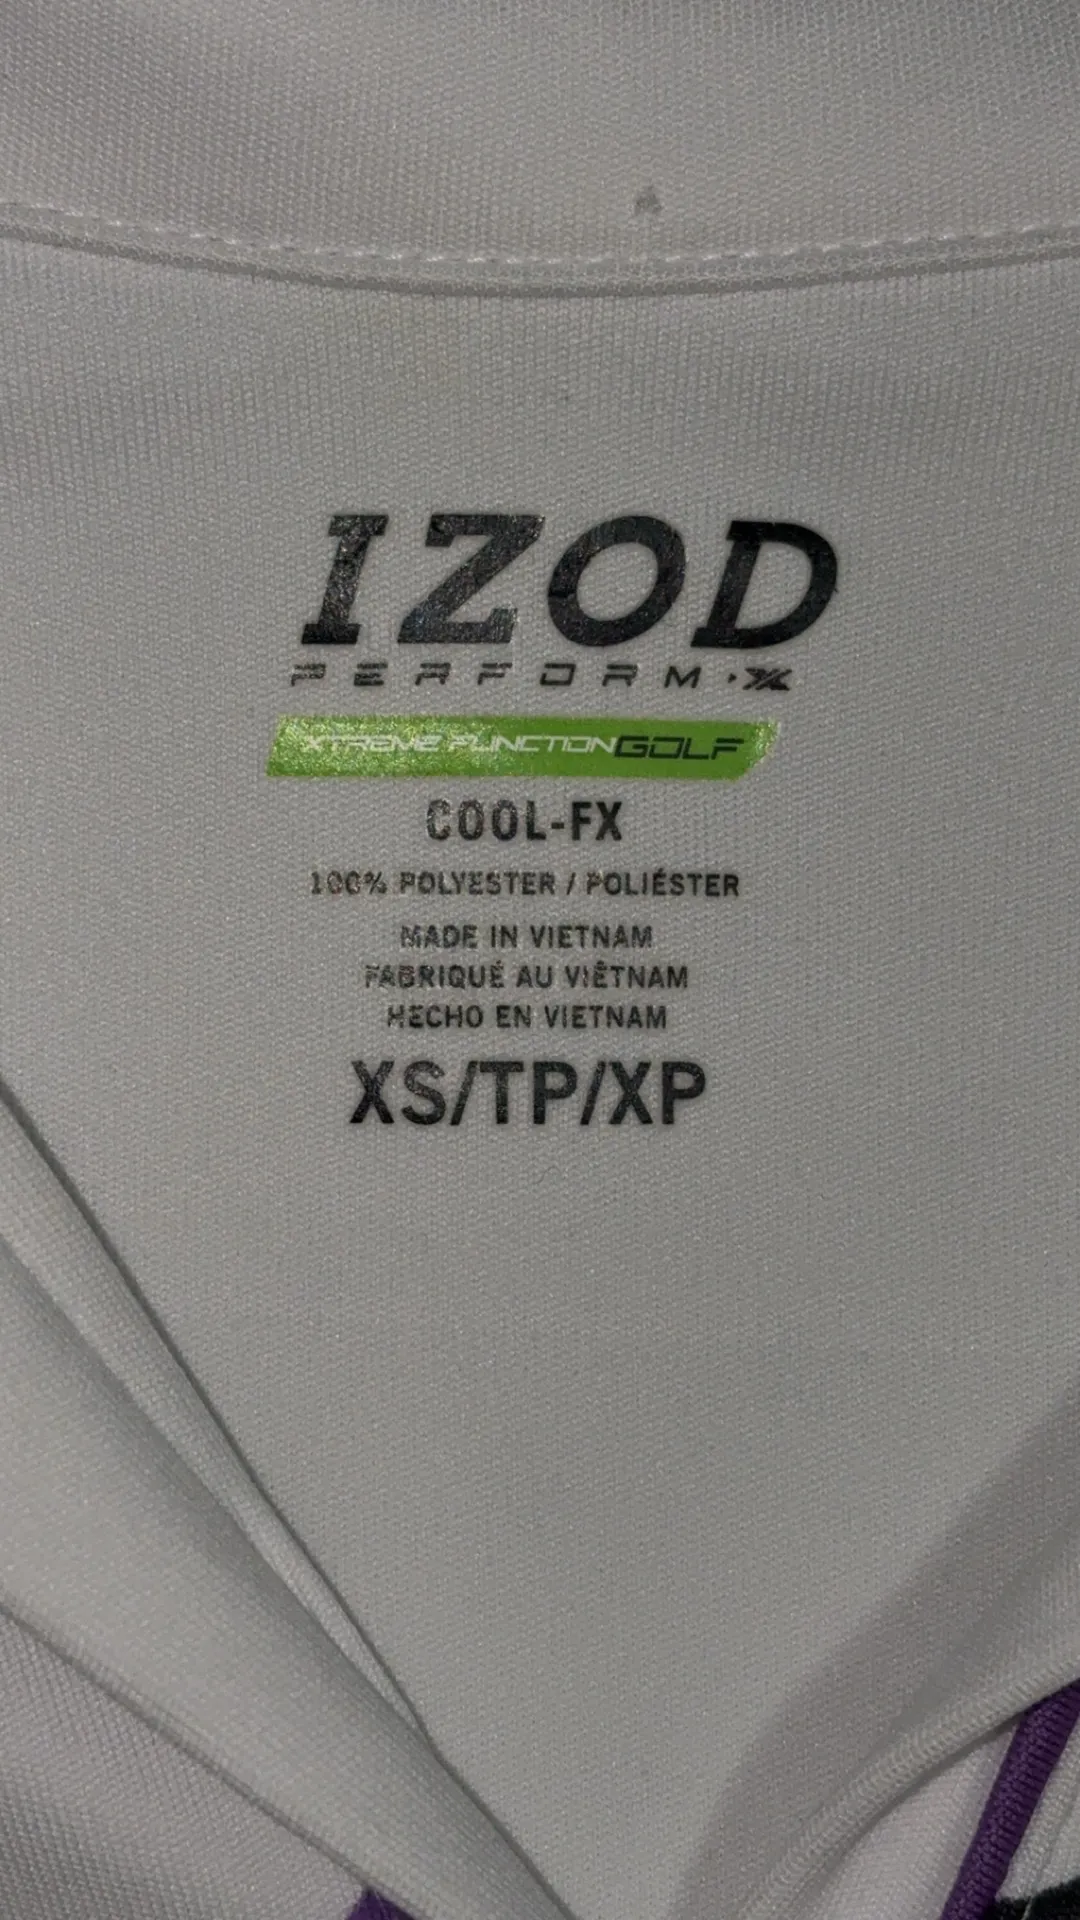 IZOD
PERFORM·X
XTREME FUNCTION GOLF
COOL-FX
100% POLYESTER / POLIÉSTER
MADE IN VIETNAM
FABRIQUÉ AU VIÊTNAM
HECHO EN VIETNAM
XS/TP/XP